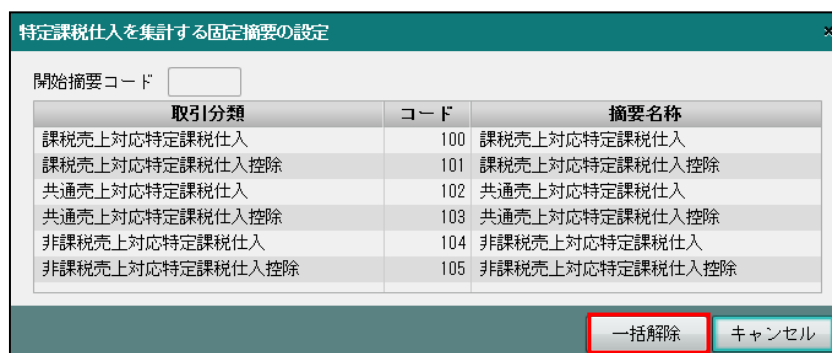 特定課税仕入を集計する固定摘要の設定 ×
開始摘要コード
取引分類 コード 摘要名称
課税売上対応特定課税仕入 100 課税売上対応特定課税仕入
課税売上対応特定課税仕入控除 101 課税売上対応特定課税仕入控除
共通売上対応特定課税仕入 102 共通売上対応特定課税仕入
共通売上対応特定課税仕入控除 103 共通売上対応特定課税仕入控除
非課税売上対応特定課税仕入 104 非課税売上対応特定課税仕入
非課税売上対応特定課税仕入控除 105 非課税売上対応特定課税仕入控除
一括解除 キャンセル